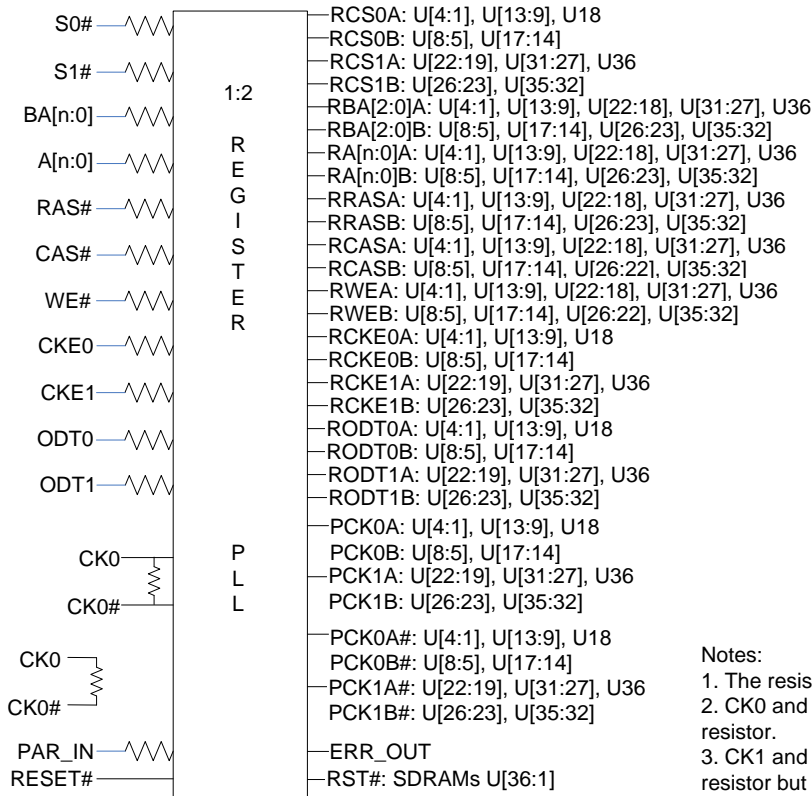 S0#
S1#
BA[n:0]
A[n:0]
RAS#
CAS#
WE#
CKE0
CKE1
ODT0
ODT1
CK0
CK0#
CK0
CK0#
PAR_IN
RESET#
1:2
R
E
G
I
S
T
E
R
P
L
L
RCS0A: U[4:1], U[13:9], U18
RCS0B: U[8:5], U[17:14]
RCS1A: U[22:19], U[31:27], U36
RCS1B: U[26:23], U[35:32]
RBA[2:0]A: U[4:1], U[13:9], U[22:18], U[31:27], U36
RBA[2:0]B: U[8:5], U[17:14], U[26:23], U[35:32]
RA[n:0]A: U[4:1], U[13:9], U[22:18], U[31:27], U36
RA[n:0]B: U[8:5], U[17:14], U[26:23], U[35:32]
RRASA: U[4:1], U[13:9], U[22:18], U[31:27], U36
RRASB: U[8:5], U[17:14], U[26:23], U[35:32]
RCASA: U[4:1], U[13:9], U[22:18], U[31:27], U36
RCASB: U[8:5], U[17:14], U[26:22], U[35:32]
RWEA: U[4:1], U[13:9], U[22:18], U[31:27], U36
RWEB: U[8:5], U[17:14], U[26:22], U[35:32]
RCKE0A: U[4:1], U[13:9], U18
RCKE0B: U[8:5], U[17:14]
RCKE1A: U[22:19], U[31:27], U36
RCKE1B: U[26:23], U[35:32]
RODT0A: U[4:1], U[13:9], U18
RODT0B: U[8:5], U[17:14]
RODT1A: U[22:19], U[31:27], U36
RODT1B: U[26:23], U[35:32]
PCK0A: U[4:1], U[13:9], U18
PCK0B: U[8:5], U[17:14]
PCK1A: U[22:19], U[31:27], U36
PCK1B: U[26:23], U[35:32]
PCK0A#: U[4:1], U[13:9], U18
PCK0B#: U[8:5], U[17:14]
PCK1A#: U[22:19], U[31:27], U36
PCK1B#: U[26:23], U[35:32]
ERR_OUT
RST#: SDRAMs U[36:1]
Notes:
1. The resis
2. CK0 and
resistor.
3. CK1 and
resistor but